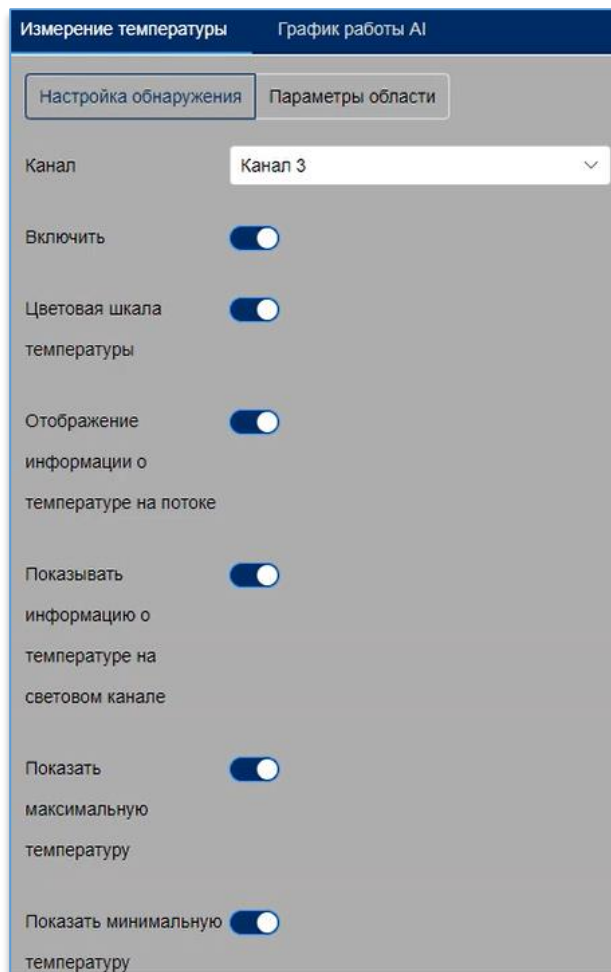 Измерение температуры График работы AI
Настройка обнаружения Параметры области
Канал Канал 3
Включить
Цветовая шкала
температуры
Отображение
информации о
температуре на потоке
Показывать
информацию о
температуре на
световом канале
Показать
максимальную
температуру
Показать минимальную
температуру